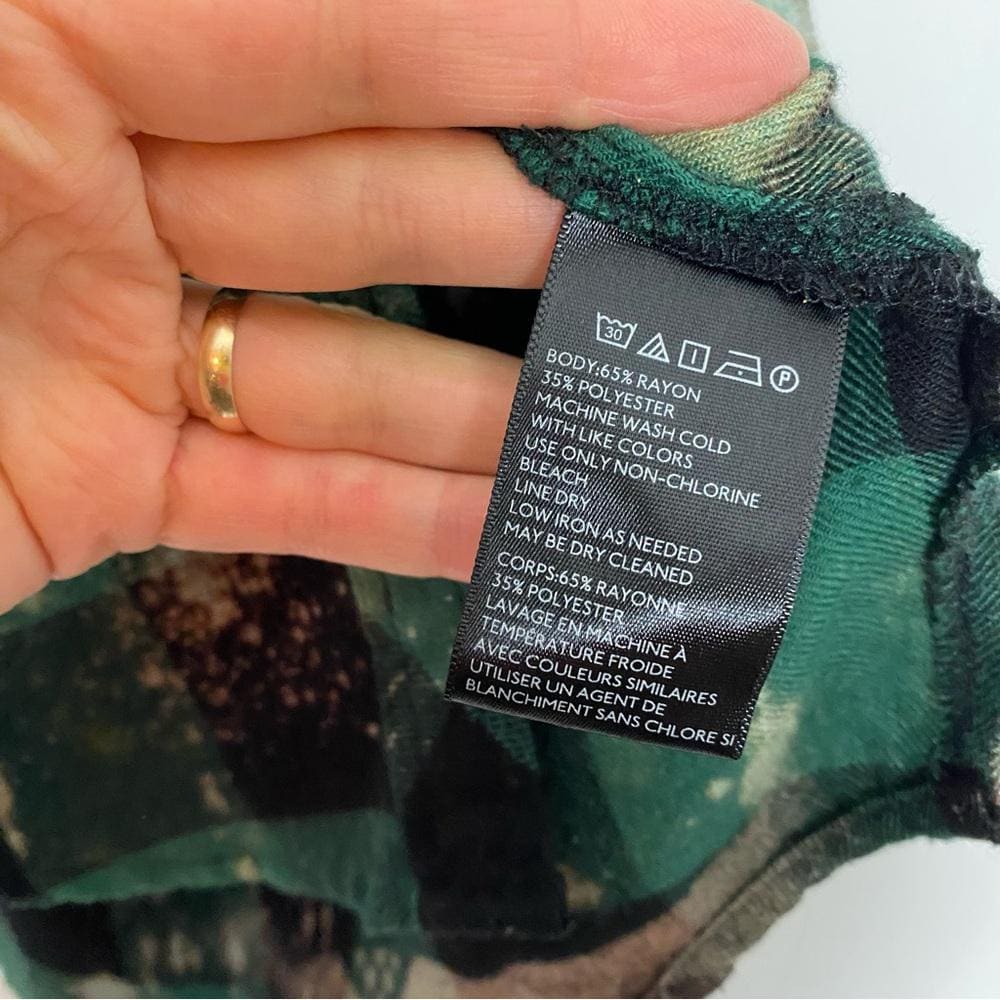 30 P
BODY:65% RAYON
35% POLYESTER
MACHINE WASH COLD
WITH LIKE COLORS
USE ONLY NON-CHLORINE
BLEACH
LINE DRY
LOW IRON AS NEEDED
MAY BE DRY CLEANED
CORPS:65% RAYONNE
35% POLYESTER
LAVAGE EN MACHINE À
TEMPÉRATURE FROIDE
AVEC COULEURS SIMILAIRES
UTILISER UN AGENT DE
BLANCHIMENT SANS CHLORE SI